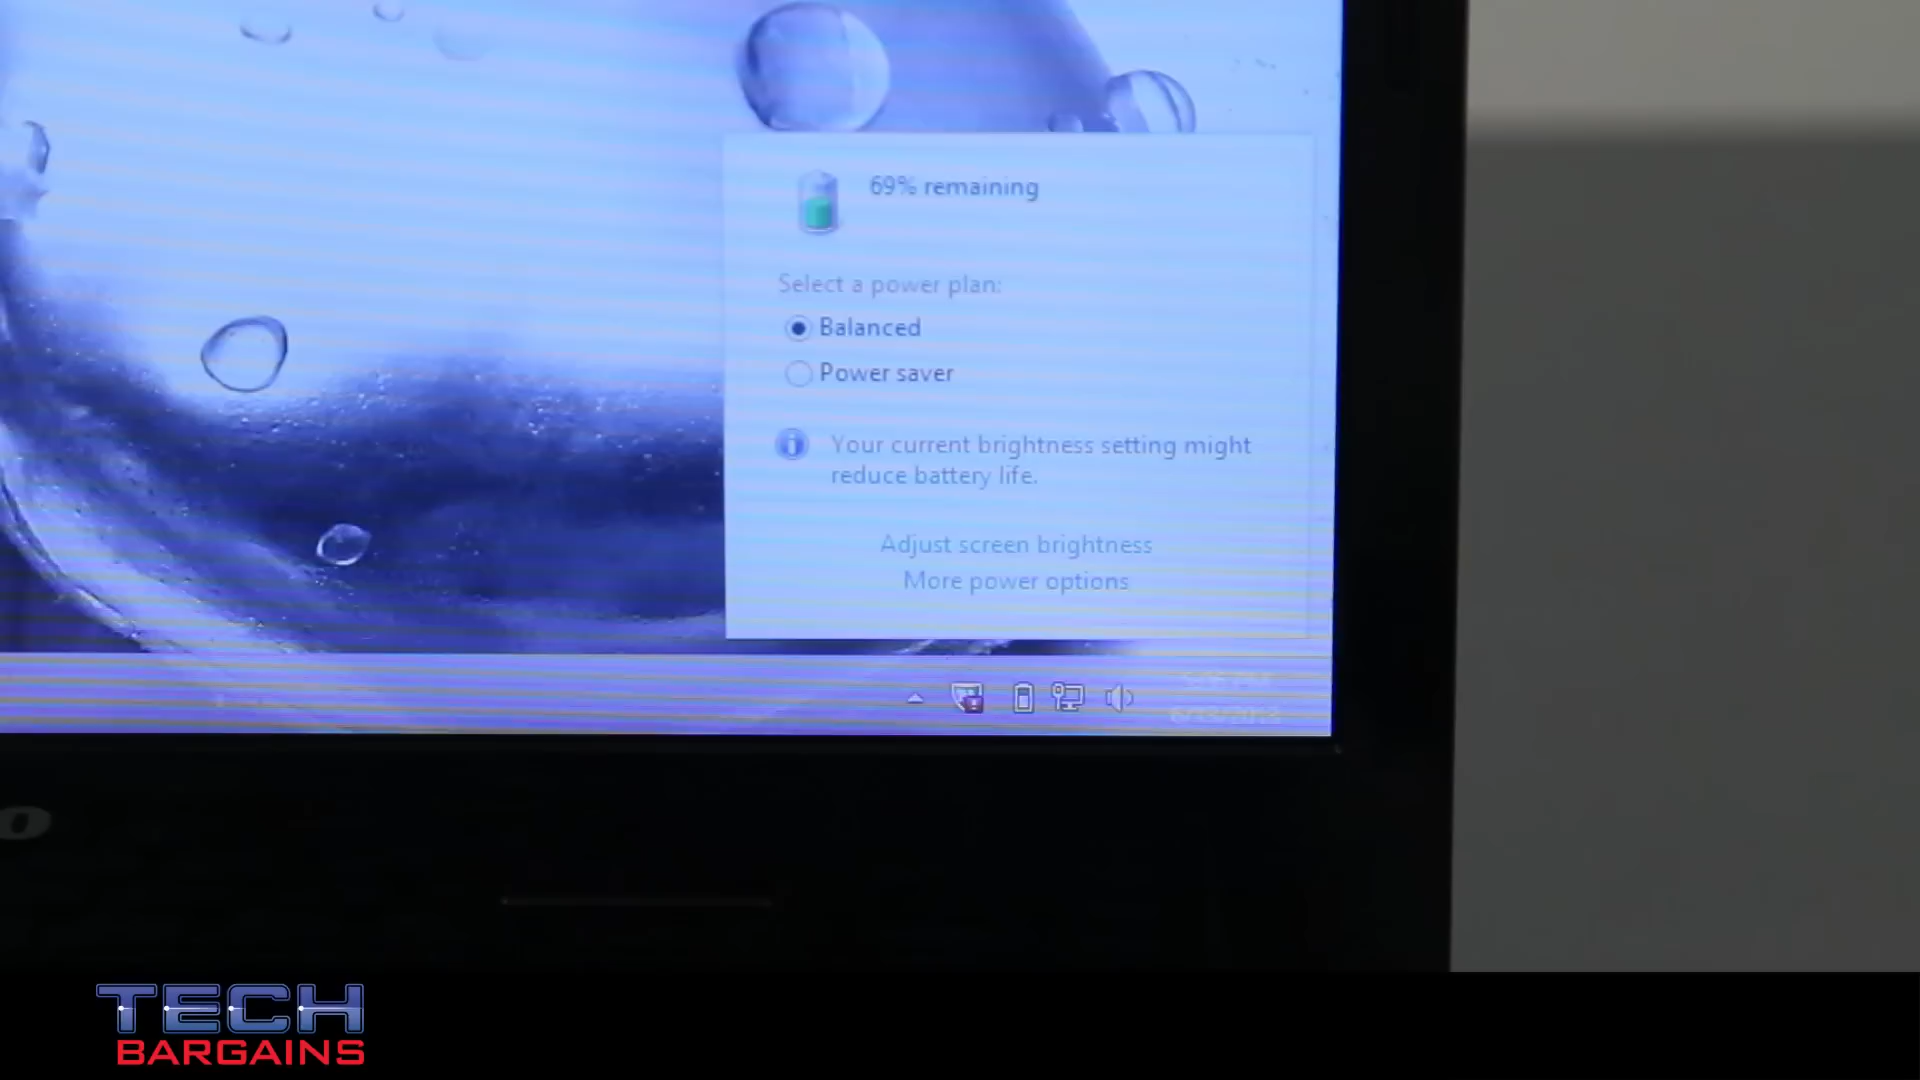 69% remaining
Select a power plan:
Balanced
Power saver
Your current brightness setting might
reduce battery life.
Adjust screen brightness
More power options
TECH
BARGAINS